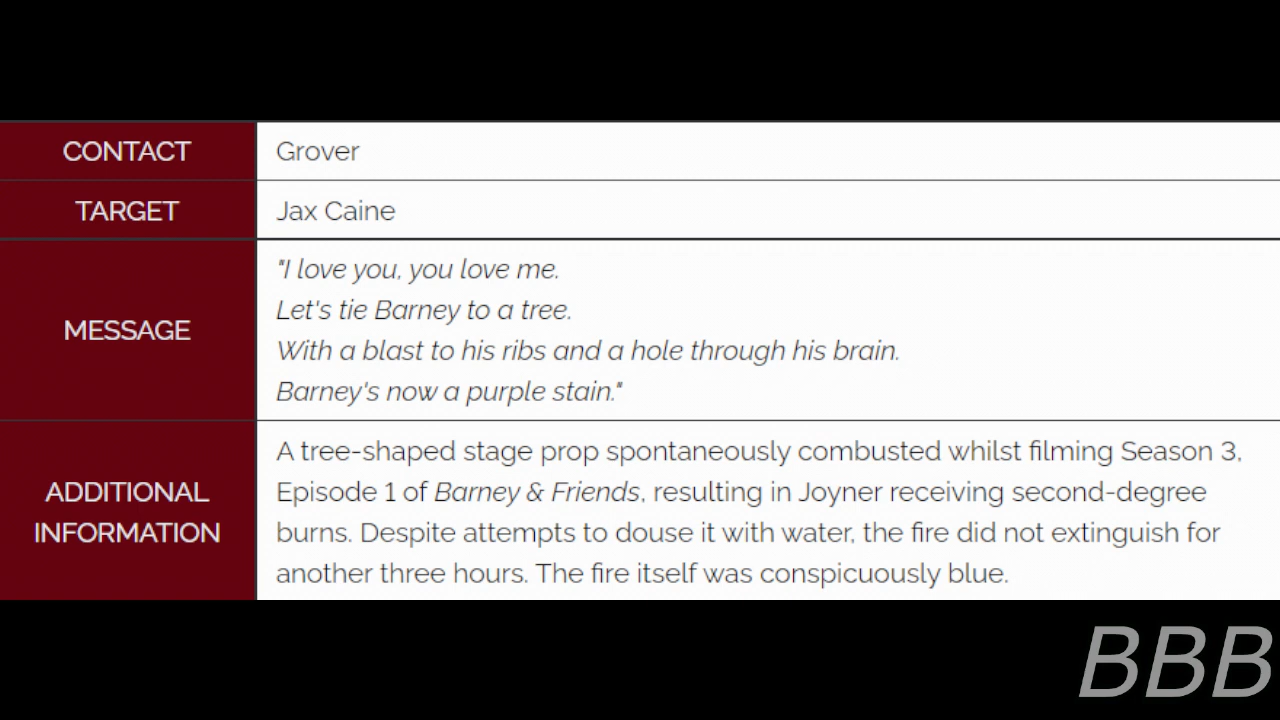 CONTACT
Grover
TARGET
Jax Caine
MESSAGE
"I love you, you love me.
Let's tie Barney to a tree.
With a blast to his ribs and a hole through his brain.
Barney's now a purple stain."
ADDITIONAL
INFORMATION
A tree-shaped stage prop spontaneously combusted whilst filming Season 3,
Episode 1 of Barney & Friends, resulting in Joyner receiving second-degree
burns. Despite attempts to douse it with water, the fire did not extinguish for
another three hours. The fire itself was conspicuously blue.
BBB